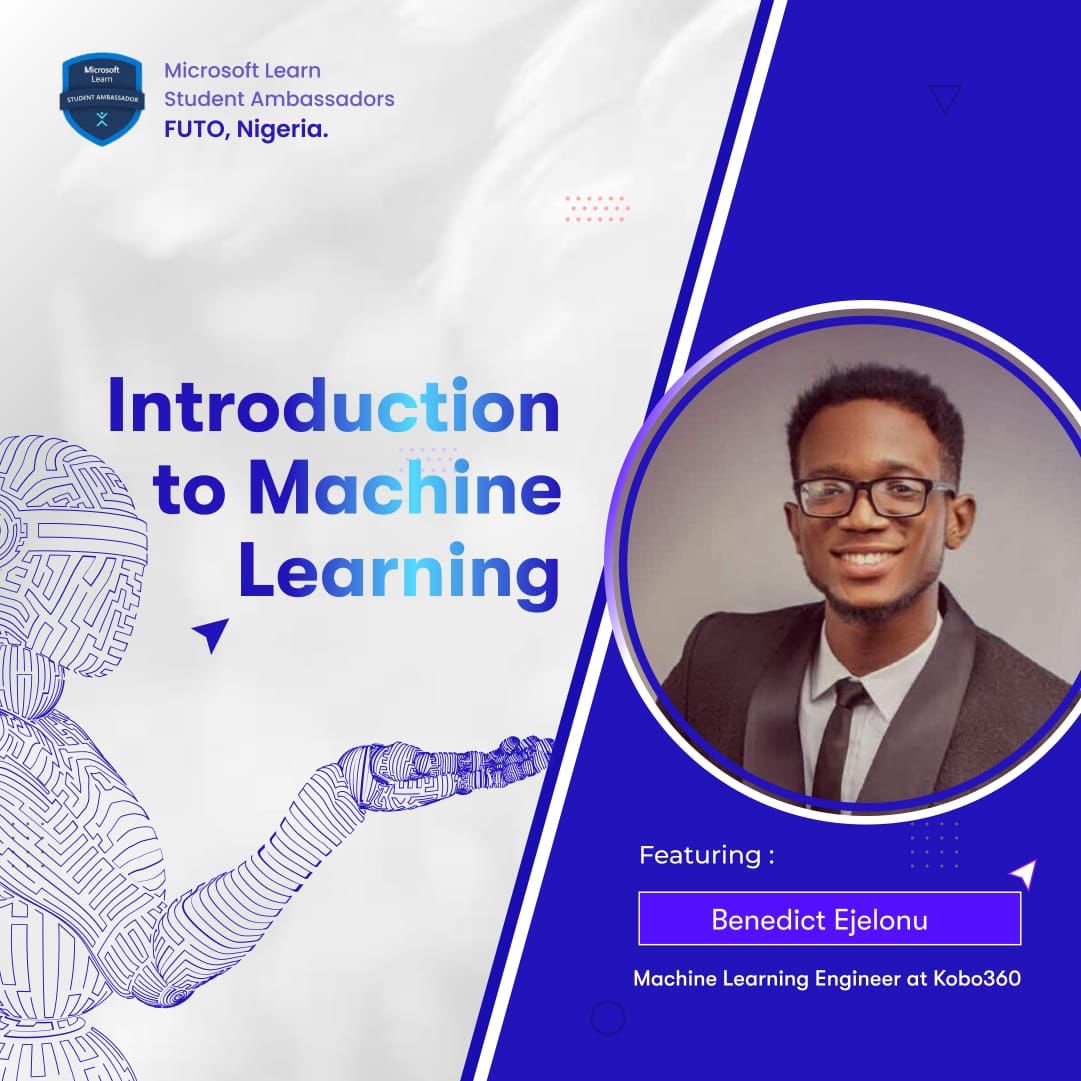 Microsoft
Learn
STUDENT AMBASSADOR
Microsoft Learn
Student Ambassadors
FUTO, Nigeria.
Introduction
to Machine
Learning
Featuring :
Benedict Ejelonu
Machine Learning Engineer at Kobo360